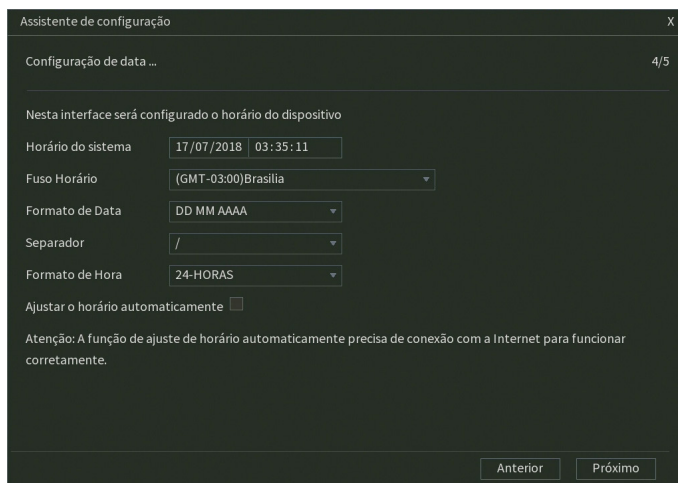 Assistente de configuração X
Configuração de data ... 4/5
Nesta interface será configurado o horário do dispositivo
Horário do sistema 17/07/2018 03:35:11
Fuso Horário (GMT-03:00)Brasilia
Formato de Data DD MM AAAA
Separador /
Formato de Hora 24-HORAS
Ajustar o horário automaticamente
Atenção: A função de ajuste de horário automaticamente precisa de conexão com a Internet para funcionar
corretamente.
Anterior Próximo